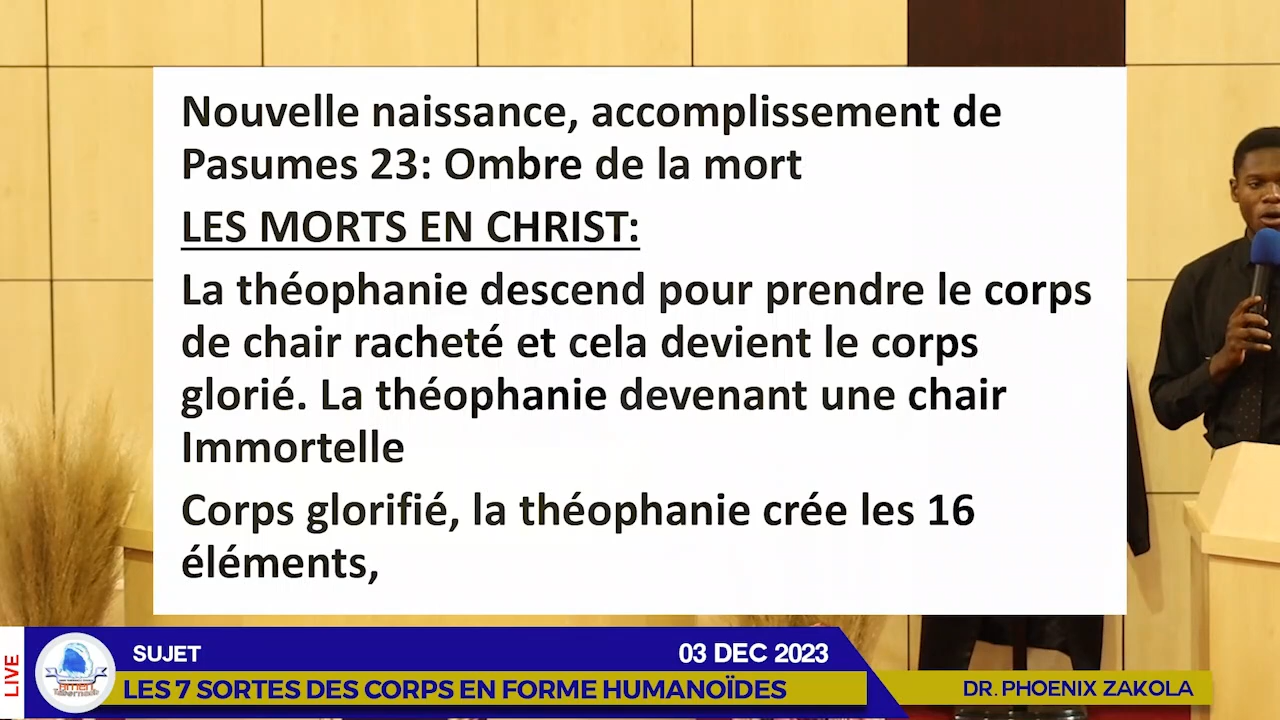 Nouvelle naissance, accomplissement de
Pasumes 23: Ombre de la mort
LES MORTS EN CHRIST:
La théophanie descend pour prendre le corps
de chair racheté et cela devient le corps
glorié. La théophanie devenant une chair
Immortelle
Corps glorifié, la théophanie crée les 16
éléments,
LIVE
SUJET
03 DEC 2023
LES 7 SORTES DES CORPS EN FORME HUMANOÏDES
DR. PHOENIX ZAKOLA